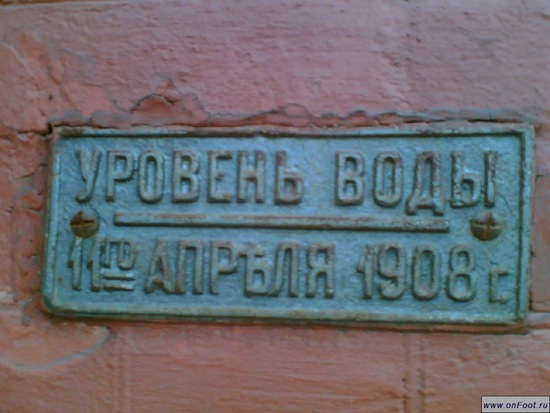 УРОВЕНЬ ВОДЫ
11го АПРѢЛЯ 1908 г.
www.onFoot.ru